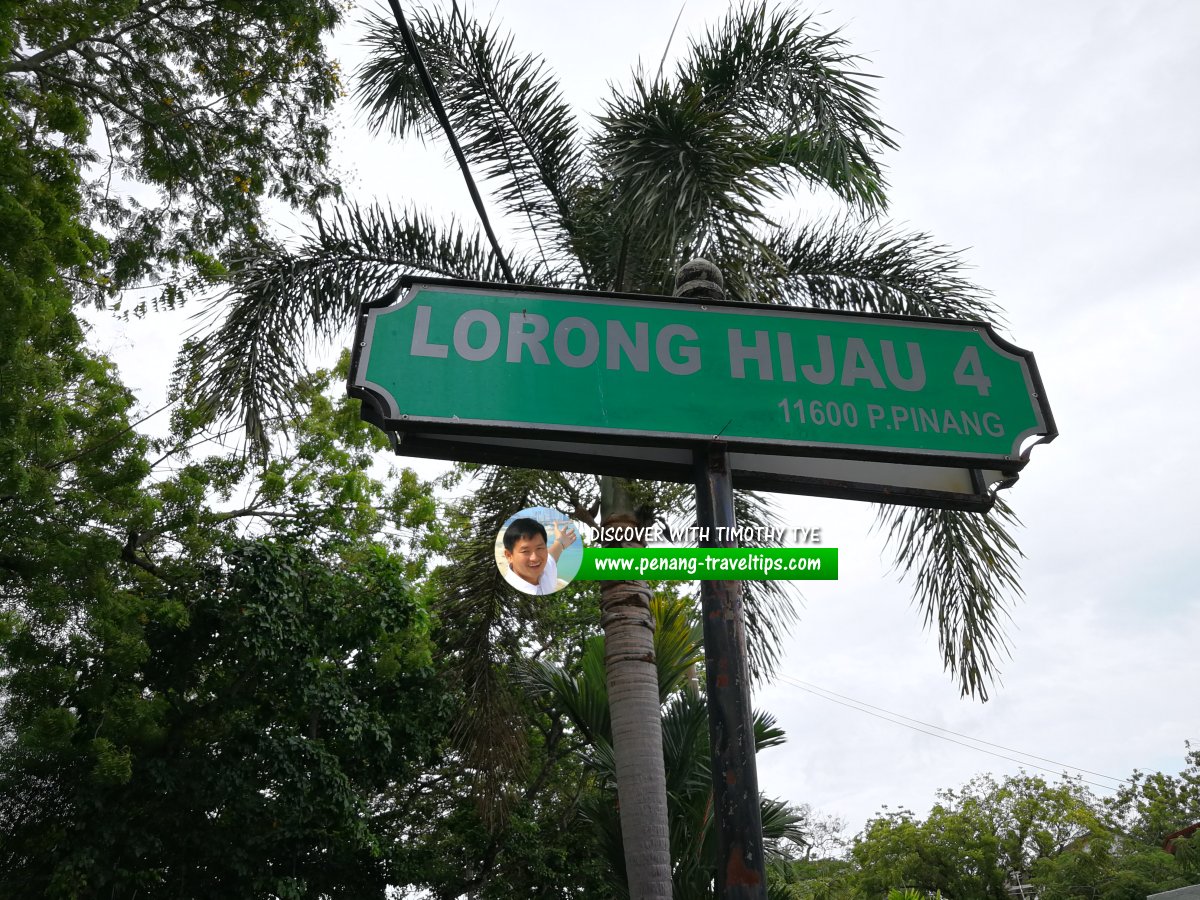 LORONG HIJAU 4
11600 P.PINANG
DISCOVER WITH TIMOTHY TYE
www.penang-traveltips.com